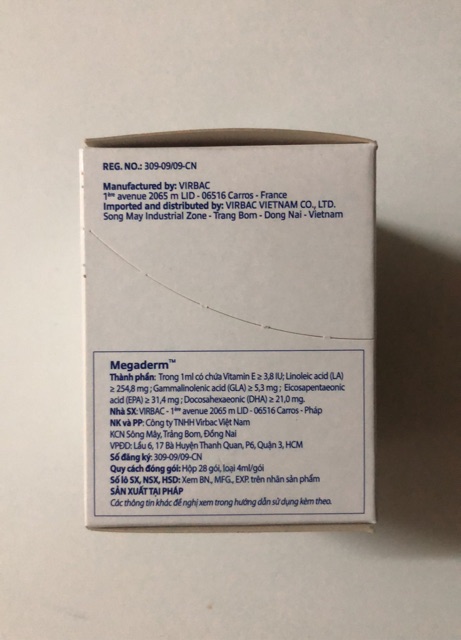 REG. NO.: 309-09/09-CN
Manufactured by: VIRBAC
1ère avenue 2065 m LID - 06516 Carros - France
Imported and distributed by: VIRBAC VIETNAM CO., LTD.
Song May Industrial Zone - Trang Bom - Dong Nai - Vietnam
Megaderm™
Thành phần: Trong 1ml có chứa Vitamin E ≥ 3,8 IU; Linoleic acid (LA)
≥ 254,8 mg ; Gammalinolenic acid (GLA) ≥ 5,3 mg ; Eicosapentaeonic
acid (EPA) ≥ 31,4 mg ; Docosahexaeonic (DHA) ≥ 21,0 mg.
Nhà SX: VIRBAC - 1ère avenue 2065 m LID - 06516 Carros - Pháp
NK và PP: Công ty TNHH Virbac Việt Nam
KCN Sông Mây, Trảng Bom, Đồng Nai
VPĐD: Lầu 6, 17 Bà Huyện Thanh Quan, P6, Quận 3, HCM
Số đăng ký: 309-09/09-CN
Quy cách đóng gói: Hộp 28 gói, loại 4ml/gói
Số lô SX, NSX, HSD: Xem BN., MFG., EXP. trên nhãn sản phẩm
SẢN XUẤT TẠI PHÁP
Các thông tin khác đề nghị xem trong hướng dẫn sử dụng kèm theo.